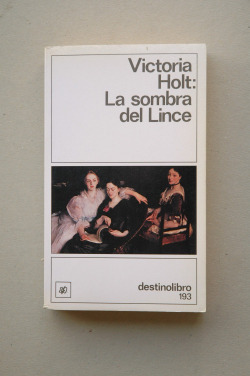 Victoria
Holt:
La sombra
del Lince
destinolibro
193